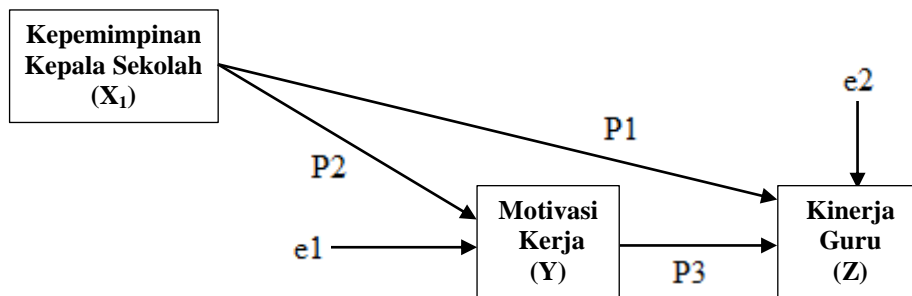 Kepemimpinan
Kepala Sekolah
(X₁)
e2
P1
P2
Motivasi
Kerja
(Y)
Kinerja
Guru
(Z)
e1
P3